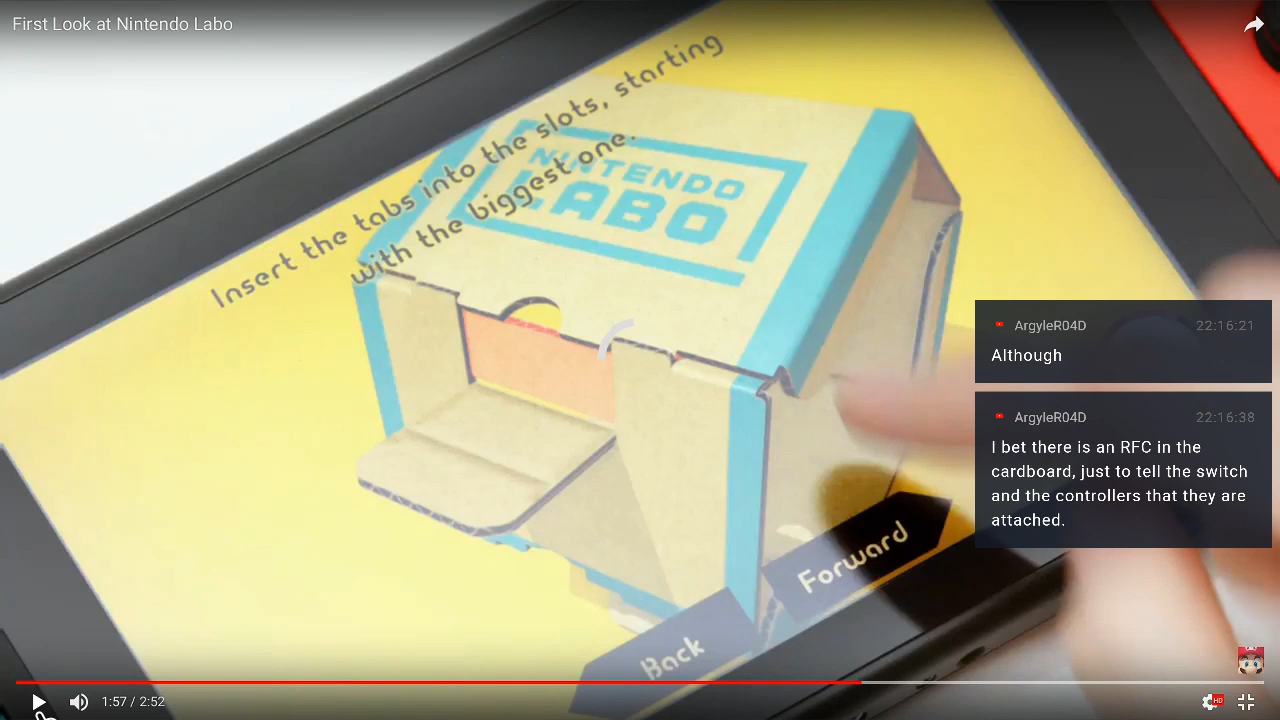 First Look at Nintendo Labo
Insert the tabs into the slots, starting
with the biggest one.
NINTENDO
LABO
ArgyleR04D
22:16:21
Although
ArgyleR04D
22:16:38
I bet there is an RFC in the
cardboard, just to tell the switch
and the controllers that they are
attached.
Forward
Back
1:57 / 2:52
HD